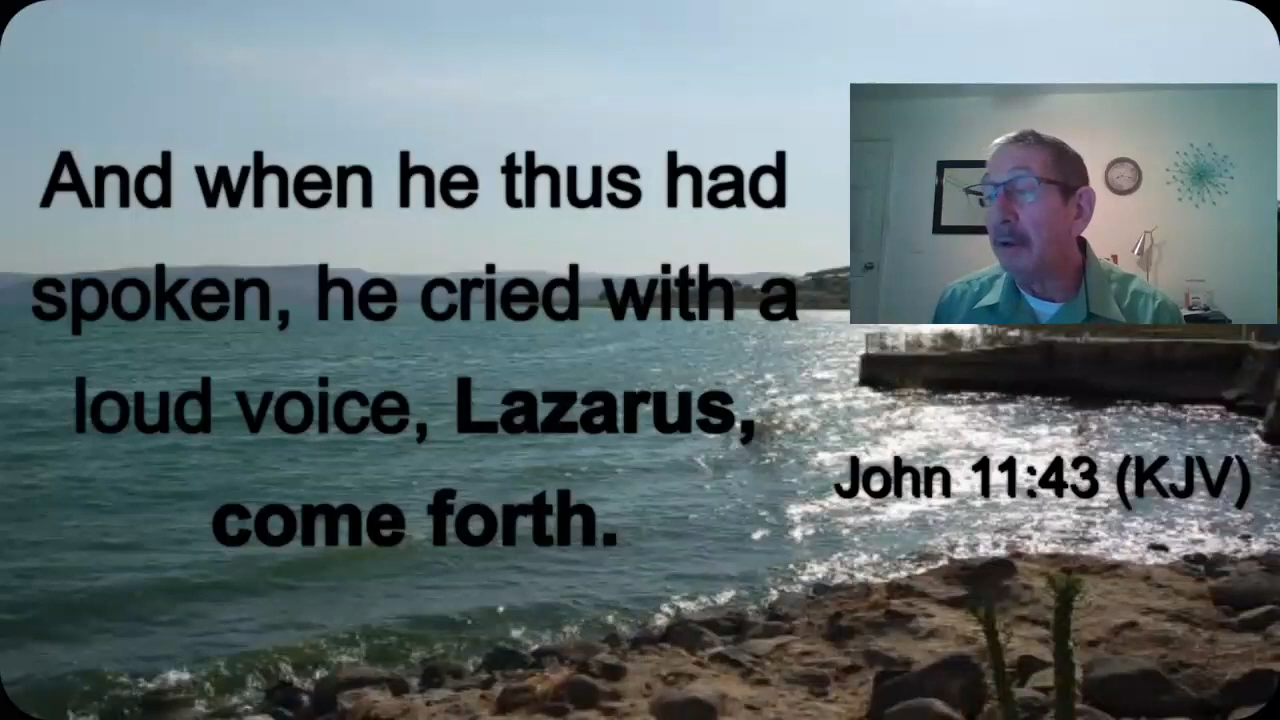 And when he thus had
spoken, he cried with a
loud voice, Lazarus,
come forth.
John 11:43 (KJV)